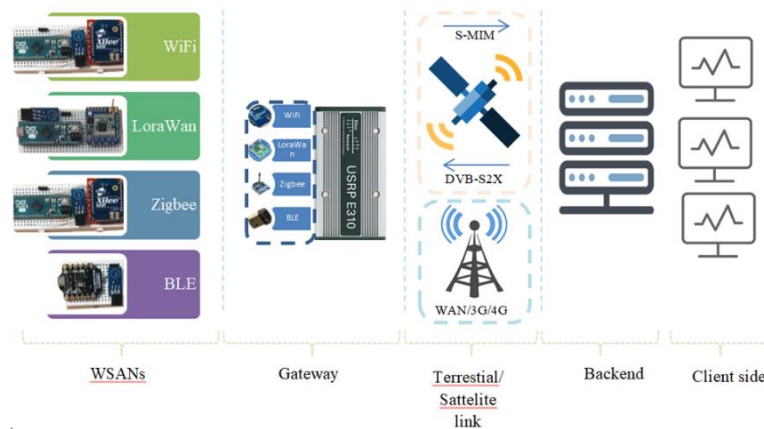 WiFi
LoraWan
Zigbee
BLE
Wifi
LoraWa
n
Zigbee
BLE
USRP E310
S-MIM
DVB-S2X
WAN/3G/4G
WSANs
Gateway
Terrestial/
Sattelite
link
Backend
Client side